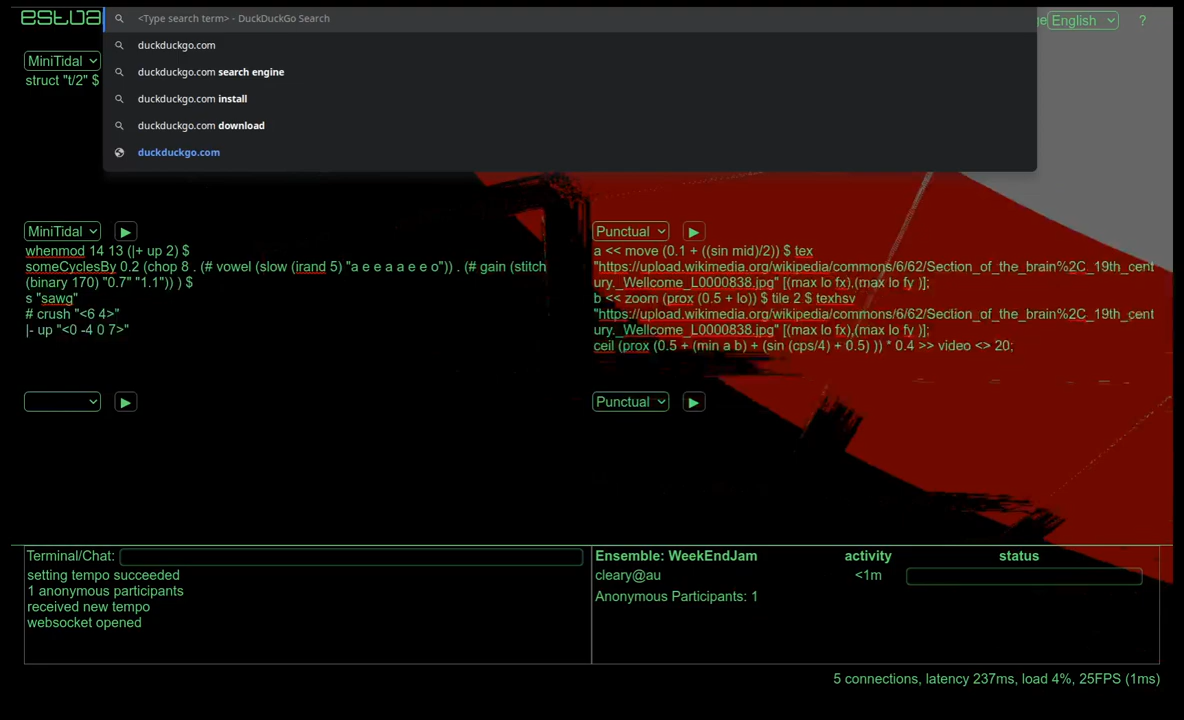 estua
<Type search term> - DuckDuckGo Search
English
?
duckduckgo.com
duckduckgo.com search engine
duckduckgo.com install
duckduckgo.com download
duckduckgo.com
MiniTidal
struct "t/2" $
MiniTidal
whenmod 14 13 (|+ up 2) $
someCyclesBy 0.2 (chop 8 . (# vowel (slow (irand 5) "a e e a a e e o")) . (# gain (stitch
(binary 170) "0.7" "1.1")) ) $
s "sawg"
# crush "<6 4>"
|- up "<0 -4 0 7>"
Punctual
a << move (0.1 + ((sin mid)/2)) $ tex
"https://upload.wikimedia.org/wikipedia/commons/6/62/Section_of_the_brain%2C_19th_cent
ury._Wellcome_L0000838.jpg" [(max lo fx),(max lo fy )];
b << zoom (prox (0.5 + lo)) $ tile 2 $ texhsv
"https://upload.wikimedia.org/wikipedia/commons/6/62/Section_of_the_brain%2C_19th_cent
ury._Wellcome_L0000838.jpg" [(max lo fx),(max lo fy )];
ceil (prox (0.5 + (min a b) + (sin (cps/4) + 0.5) )) * 0.4 >> video <> 20;
Punctual
Terminal/Chat:
setting tempo succeeded
1 anonymous participants
received new tempo
websocket opened
Ensemble: WeekEndJam activity status
cleary@au <1m
Anonymous Participants: 1
5 connections, latency 237ms, load 4%, 25FPS (1ms)